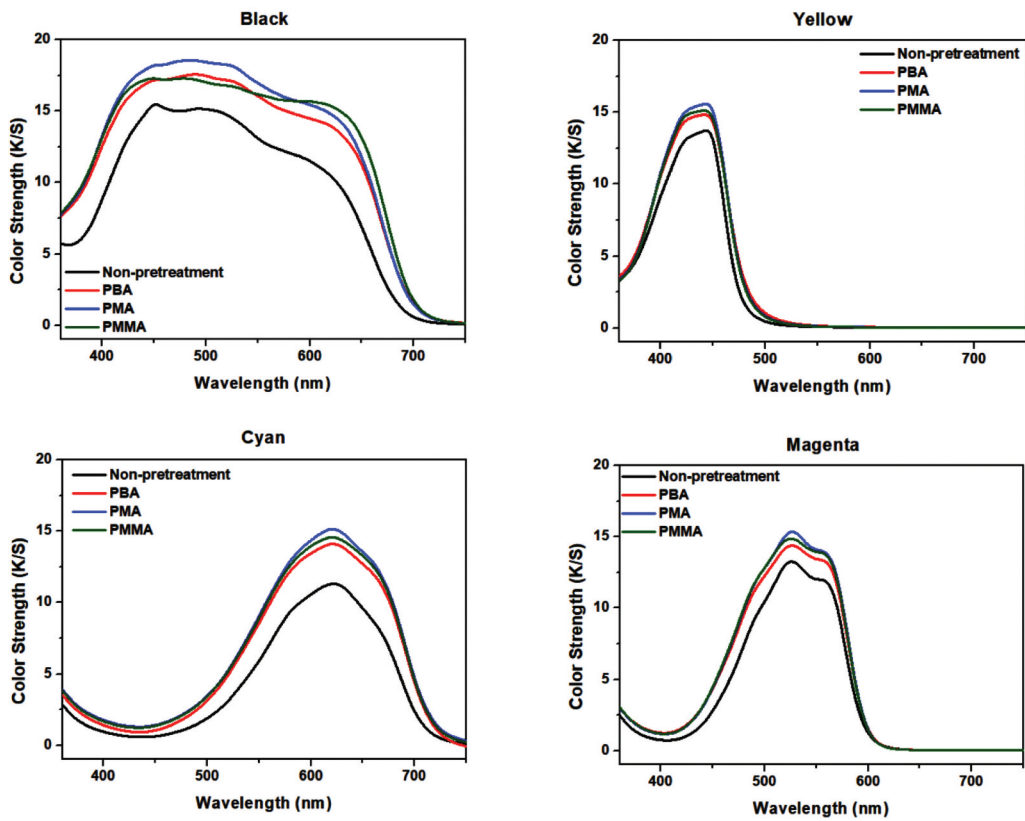 Black
20
15
10
5
0
Color Strength (K/S)
Non-pretreatment
PBA
PMA
PMMA
400 500 600 700
Wavelength (nm)
Yellow
20
15
10
5
0
Color Strength (K/S)
Non-pretreatment
PBA
PMA
PMMA
400 500 600 700
Wavelength (nm)
Cyan
20
15
10
5
0
Color Strength (K/S)
Non-pretreatment
PBA
PMA
PMMA
400 500 600 700
Wavelength (nm)
Magenta
20
15
10
5
0
Color Strength (K/S)
Non-pretreatment
PBA
PMA
PMMA
400 500 600 700
Wavelength (nm)